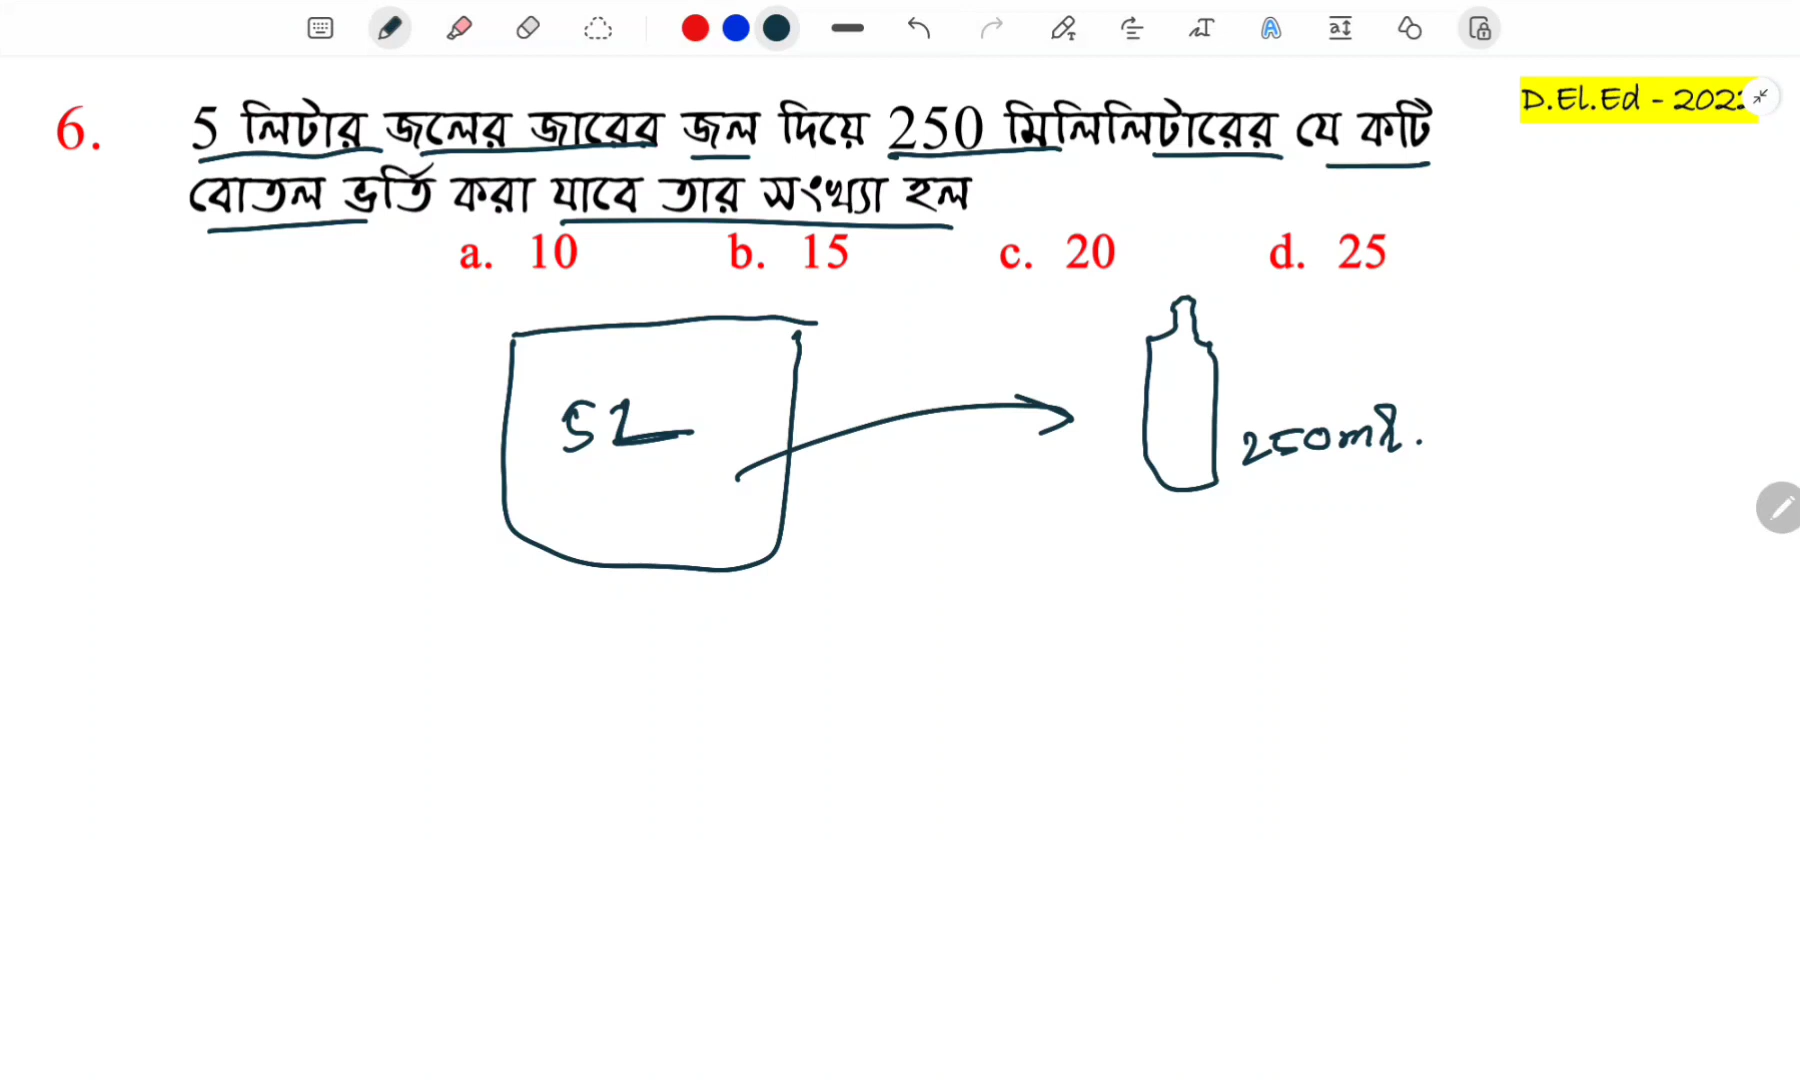 D.El.Ed - 202
6. 5 লিটার জলের জারের জল দিয়ে 250 মিলিলিটারের যে কটি
বোতল ভর্তি করা যাবে তার সংখ্যা হল
a. 10 b. 15 c. 20 d. 25
5L
250ml.